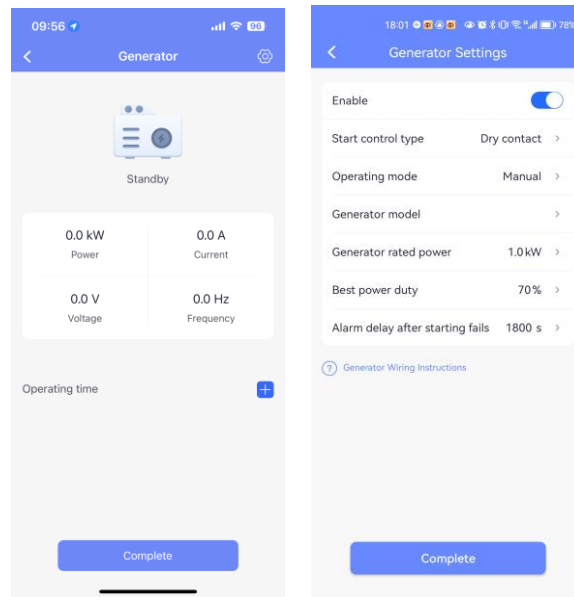 09:56
96
Generator
Standby
0.0 kW
Power
0.0 A
Current
0.0 V
Voltage
0.0 Hz
Frequency
Operating time
Complete
18:01
78%
Generator Settings
Enable
Start control type Dry contact
Operating mode Manual
Generator model
Generator rated power 1.0 kW
Best power duty 70%
Alarm delay after starting fails 1800 s
? Generator Wiring Instructions
Complete